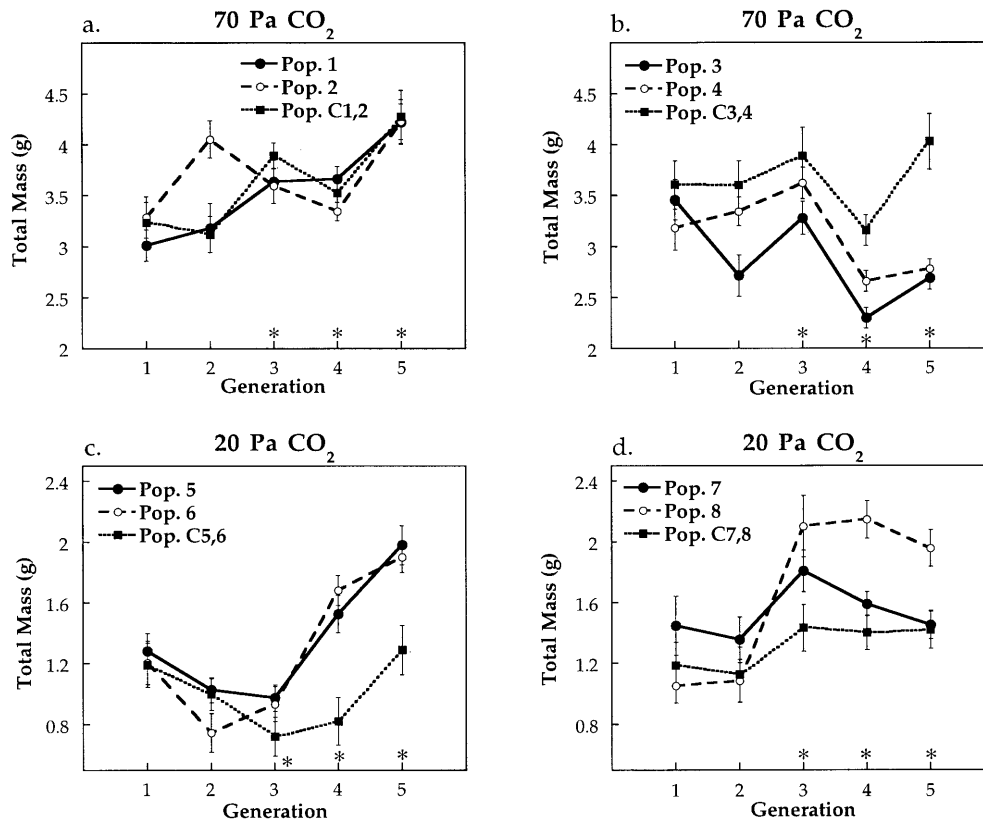 a.
70 Pa CO2
Pop. 1
Pop. 2
Pop. C1,2
4.5
4
3.5
3
2.5
2
Total Mass (g)
* * *
1 2 3 4 5
Generation
b.
70 Pa CO2
Pop. 3
Pop. 4
Pop. C3,4
4.5
4
3.5
3
2.5
2
Total Mass (g)
* * *
1 2 3 4 5
Generation
c.
20 Pa CO2
Pop. 5
Pop. 6
Pop. C5,6
2.4
2
1.6
1.2
0.8
Total Mass (g)
* * *
1 2 3 4 5
Generation
d.
20 Pa CO2
Pop. 7
Pop. 8
Pop. C7,8
2.4
2
1.6
1.2
0.8
Total Mass (g)
* * *
1 2 3 4 5
Generation